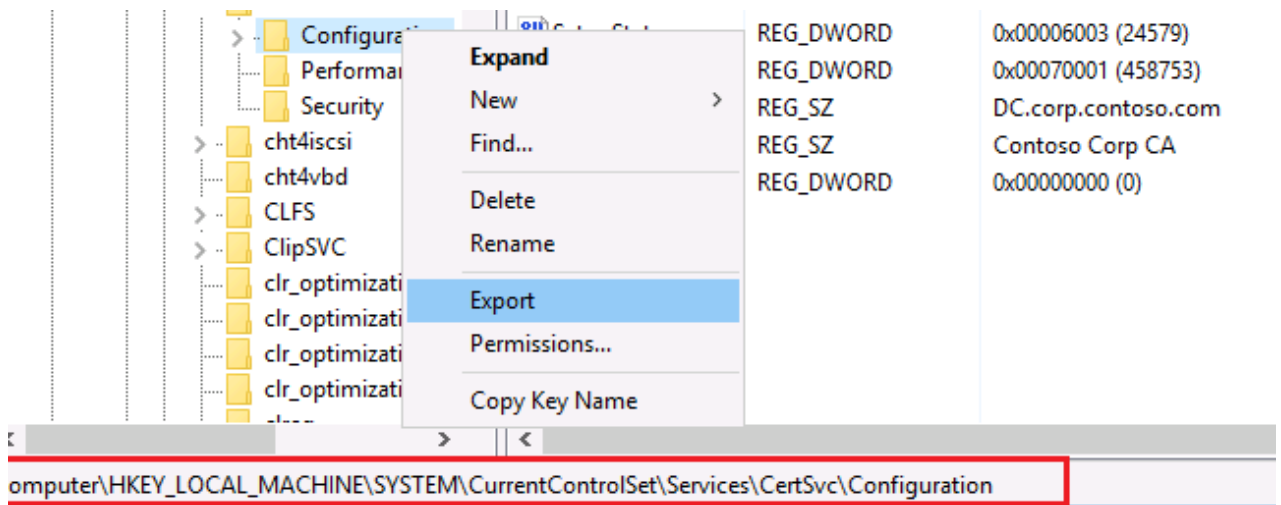 Configura
REG_DWORD 0x00006003 (24579)
Expand
Performa
REG_DWORD 0x00070001 (458753)
New
Security
REG_SZ DC.corp.contoso.com
cht4iscsi
Find...
REG_SZ Contoso Corp CA
cht4vbd
REG_DWORD 0x00000000 (0)
Delete
CLFS
Rename
ClipSVC
clr_optimizati
Export
clr_optimizati
Permissions...
clr_optimizati
clr_optimizati
Copy Key Name
omputer\HKEY_LOCAL_MACHINE\SYSTEM\CurrentControlSet\Services\CertSvc\Configuration